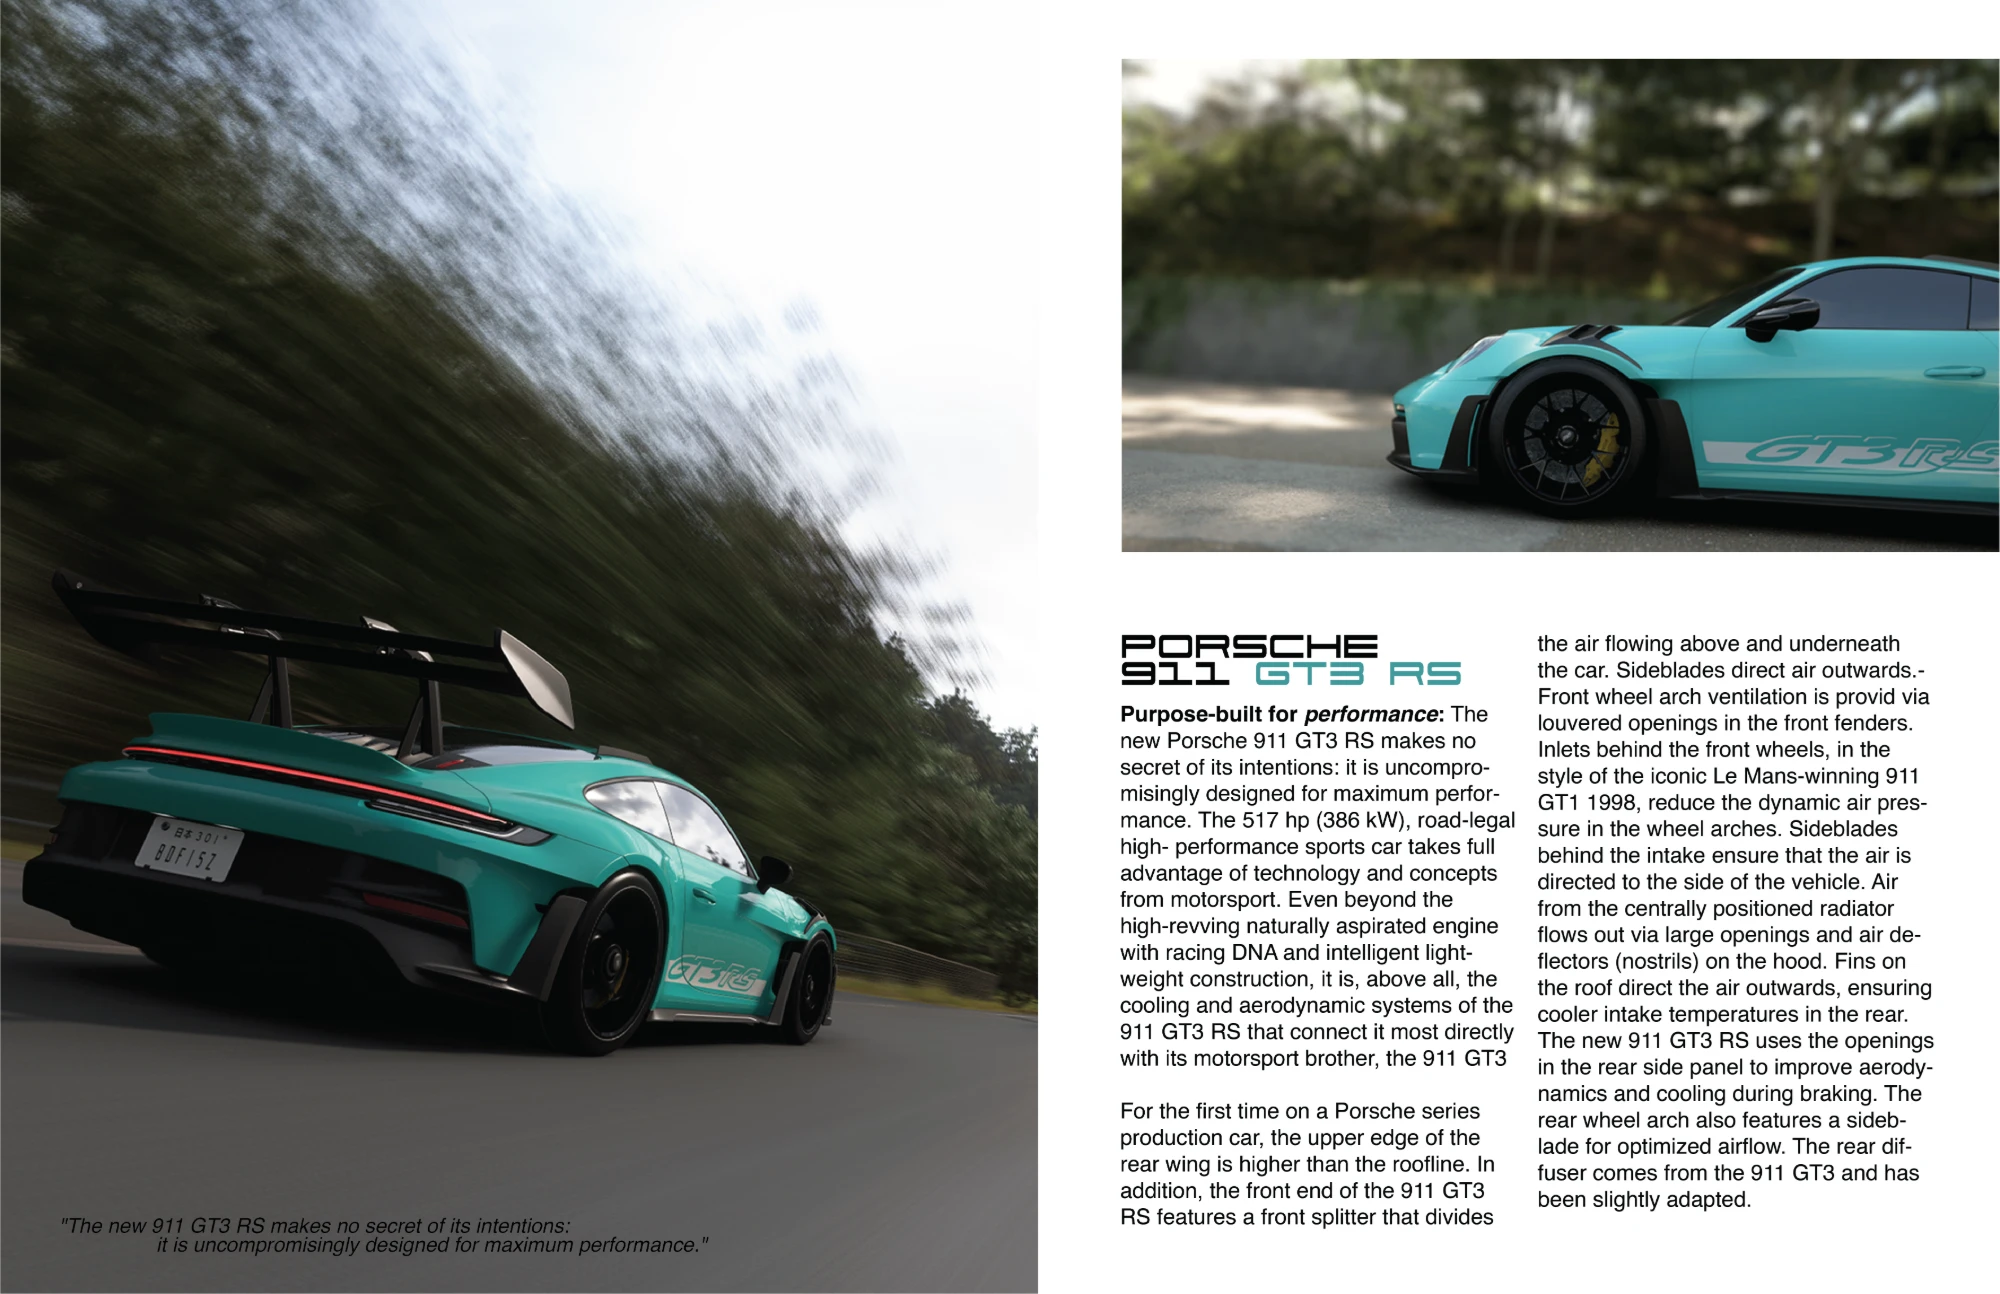 日本 301
BDF15Z
GT3 RS
"The new 911 GT3 RS makes no secret of its intentions:
it is uncompromisingly designed for maximum performance."
GT3 RS
PORSCHE
911 GT3 RS
Purpose-built for performance: The
new Porsche 911 GT3 RS makes no
secret of its intentions: it is uncompro-
misingly designed for maximum perfor-
mance. The 517 hp (386 kW), road-legal
high- performance sports car takes full
advantage of technology and concepts
from motorsport. Even beyond the
high-revving naturally aspirated engine
with racing DNA and intelligent light-
weight construction, it is, above all, the
cooling and aerodynamic systems of the
911 GT3 RS that connect it most directly
with its motorsport brother, the 911 GT3
For the first time on a Porsche series
production car, the upper edge of the
rear wing is higher than the roofline. In
addition, the front end of the 911 GT3
RS features a front splitter that divides
the air flowing above and underneath
the car. Sideblades direct air outwards.-
Front wheel arch ventilation is provid via
louvered openings in the front fenders.
Inlets behind the front wheels, in the
style of the iconic Le Mans-winning 911
GT1 1998, reduce the dynamic air pres-
sure in the wheel arches. Sideblades
behind the intake ensure that the air is
directed to the side of the vehicle. Air
from the centrally positioned radiator
flows out via large openings and air de-
flectors (nostrils) on the hood. Fins on
the roof direct the air outwards, ensuring
cooler intake temperatures in the rear.
The new 911 GT3 RS uses the openings
in the rear side panel to improve aerody-
namics and cooling during braking. The
rear wheel arch also features a sideb-
lade for optimized airflow. The rear dif-
fuser comes from the 911 GT3 and has
been slightly adapted.